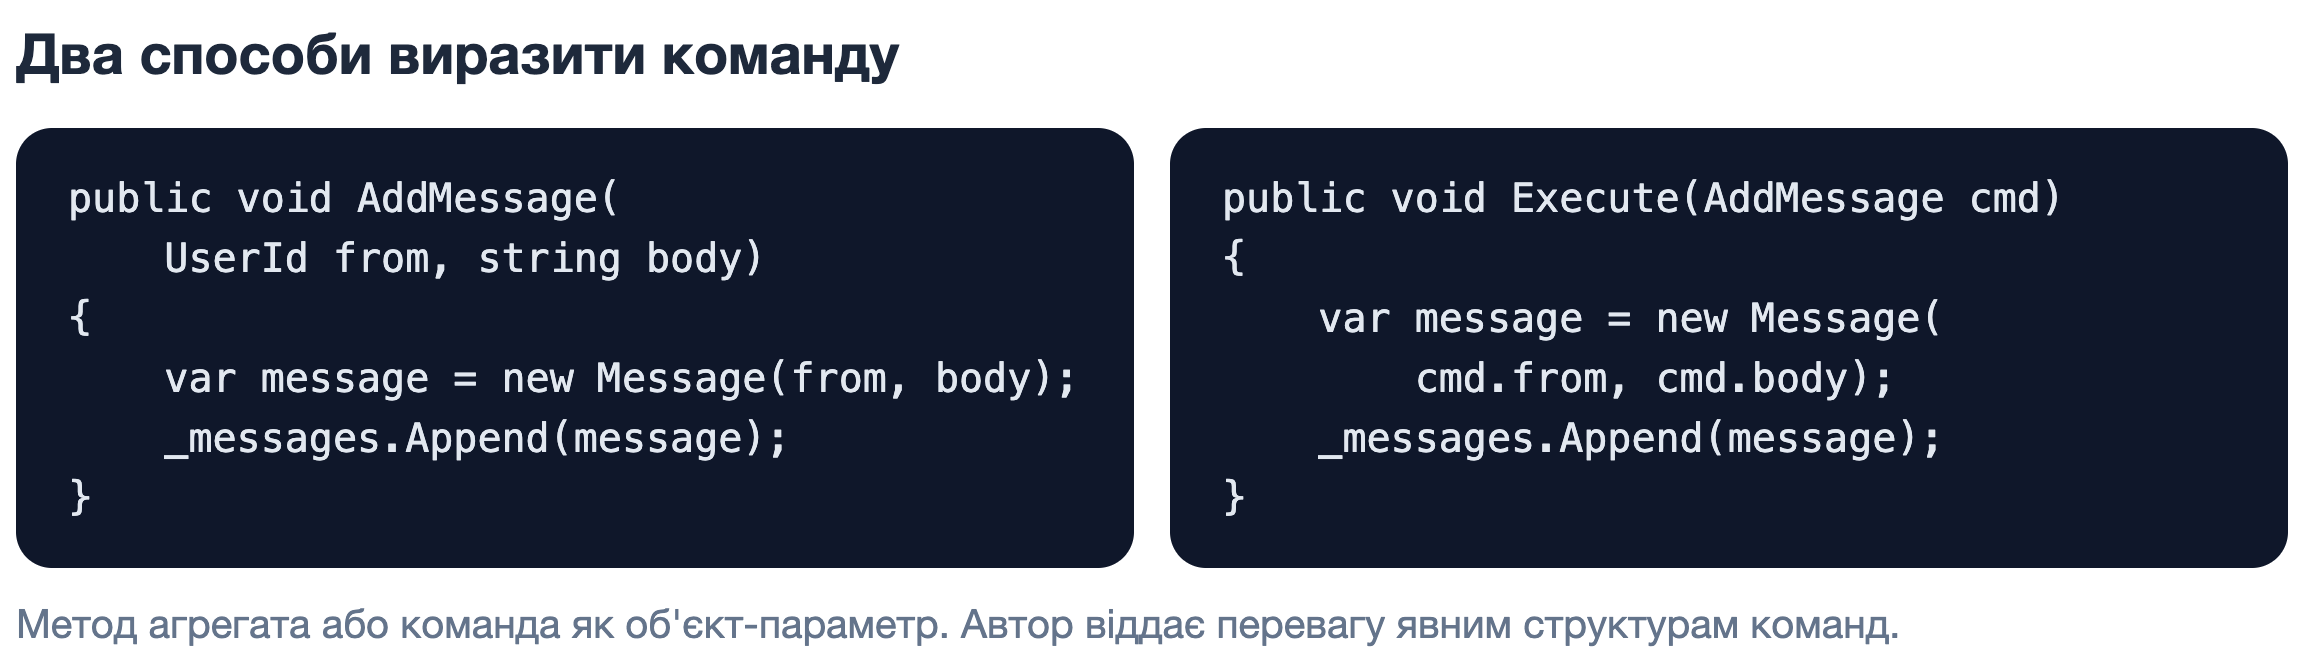 Два способи виразити команду
public void AddMessage(
    UserId from, string body)
{
    var message = new Message(from, body);
    _messages.Append(message);
}
public void Execute(AddMessage cmd)
{
    var message = new Message(
        cmd.from, cmd.body);
    _messages.Append(message);
}
Метод агрегата або команда як об'єкт-параметр. Автор віддає перевагу явним структурам команд.